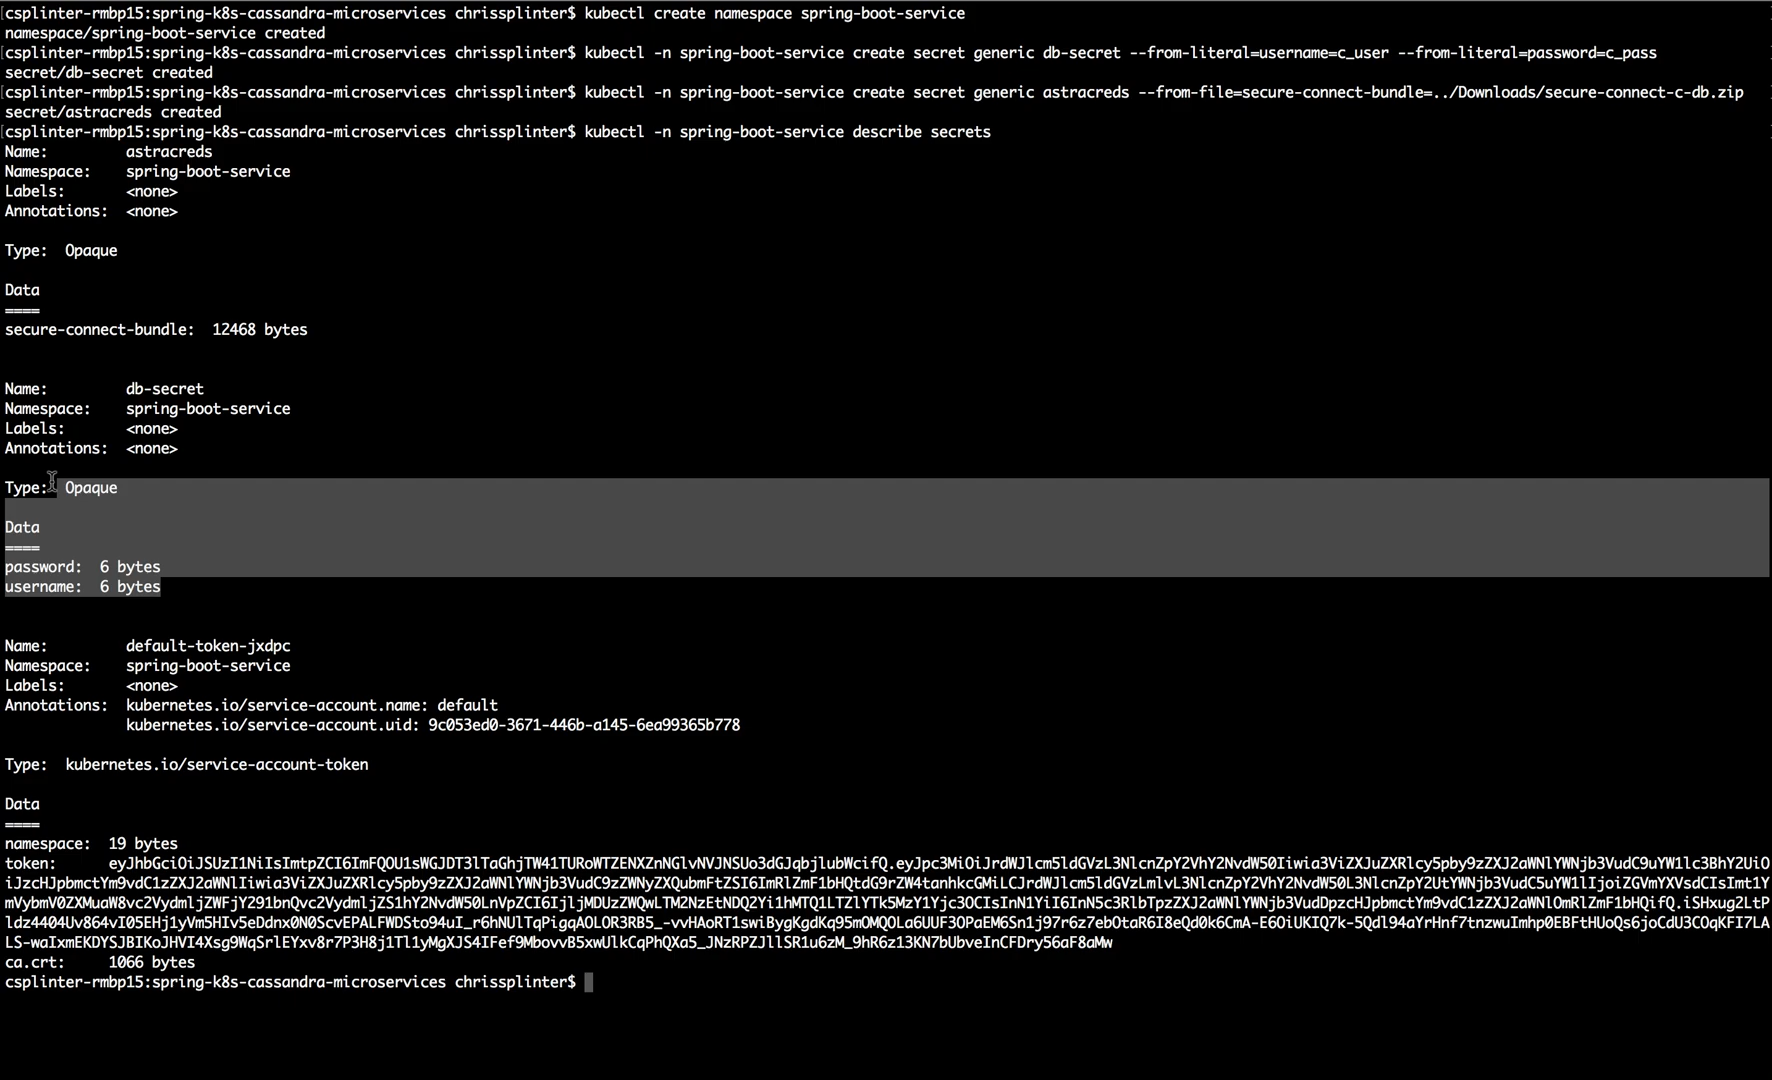 csplinter-rmbp15:spring-k8s-cassandra-microservices chrissplinter$ kubectl create namespace spring-boot-service
namespace/spring-boot-service created
csplinter-rmbp15:spring-k8s-cassandra-microservices chrissplinter$ kubectl -n spring-boot-service create secret generic db-secret --from-literal=username=c_user --from-literal=password=c_pass
secret/db-secret created
csplinter-rmbp15:spring-k8s-cassandra-microservices chrissplinter$ kubectl -n spring-boot-service create secret generic astracreds --from-file=secure-connect-bundle=../Downloads/secure-connect-c-db.zip
secret/astracreds created
csplinter-rmbp15:spring-k8s-cassandra-microservices chrissplinter$ kubectl -n spring-boot-service describe secrets
Name: astracreds
Namespace: spring-boot-service
Labels: <none>
Annotations: <none>
Type: Opaque
Data
====
secure-connect-bundle: 12468 bytes
Name: db-secret
Namespace: spring-boot-service
Labels: <none>
Annotations: <none>
Type: Opaque
Data
====
password: 6 bytes
username: 6 bytes
Name: default-token-jxdpc
Namespace: spring-boot-service
Labels: <none>
Annotations: kubernetes.io/service-account.name: default
kubernetes.io/service-account.uid: 9c053ed0-3671-446b-a145-6ea99365b778
Type: kubernetes.io/service-account-token
Data
====
namespace: 19 bytes
token:
ca.crt: 1066 bytes
csplinter-rmbp15:spring-k8s-cassandra-microservices chrissplinter$